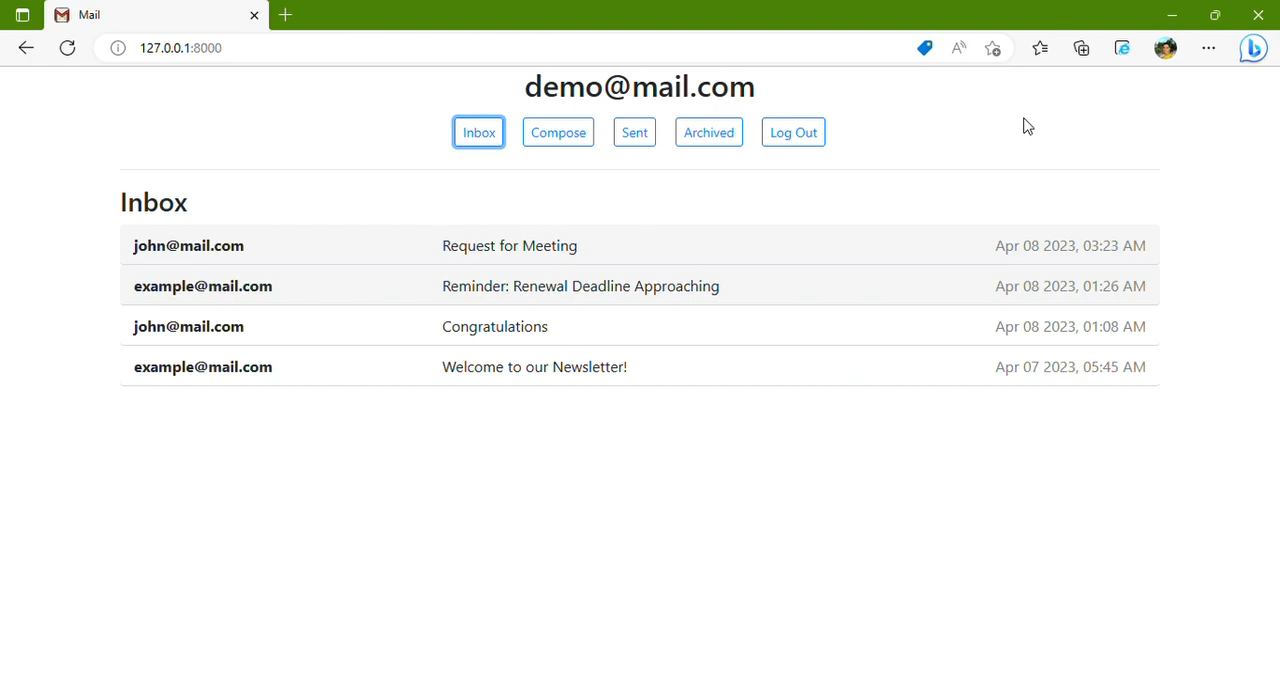 Mail
127.0.0.1:8000
demo@mail.com
Inbox Compose Sent Archived Log Out
Inbox
john@mail.com Request for Meeting Apr 08 2023, 03:23 AM
example@mail.com Reminder: Renewal Deadline Approaching Apr 08 2023, 01:26 AM
john@mail.com Congratulations Apr 08 2023, 01:08 AM
example@mail.com Welcome to our Newsletter! Apr 07 2023, 05:45 AM